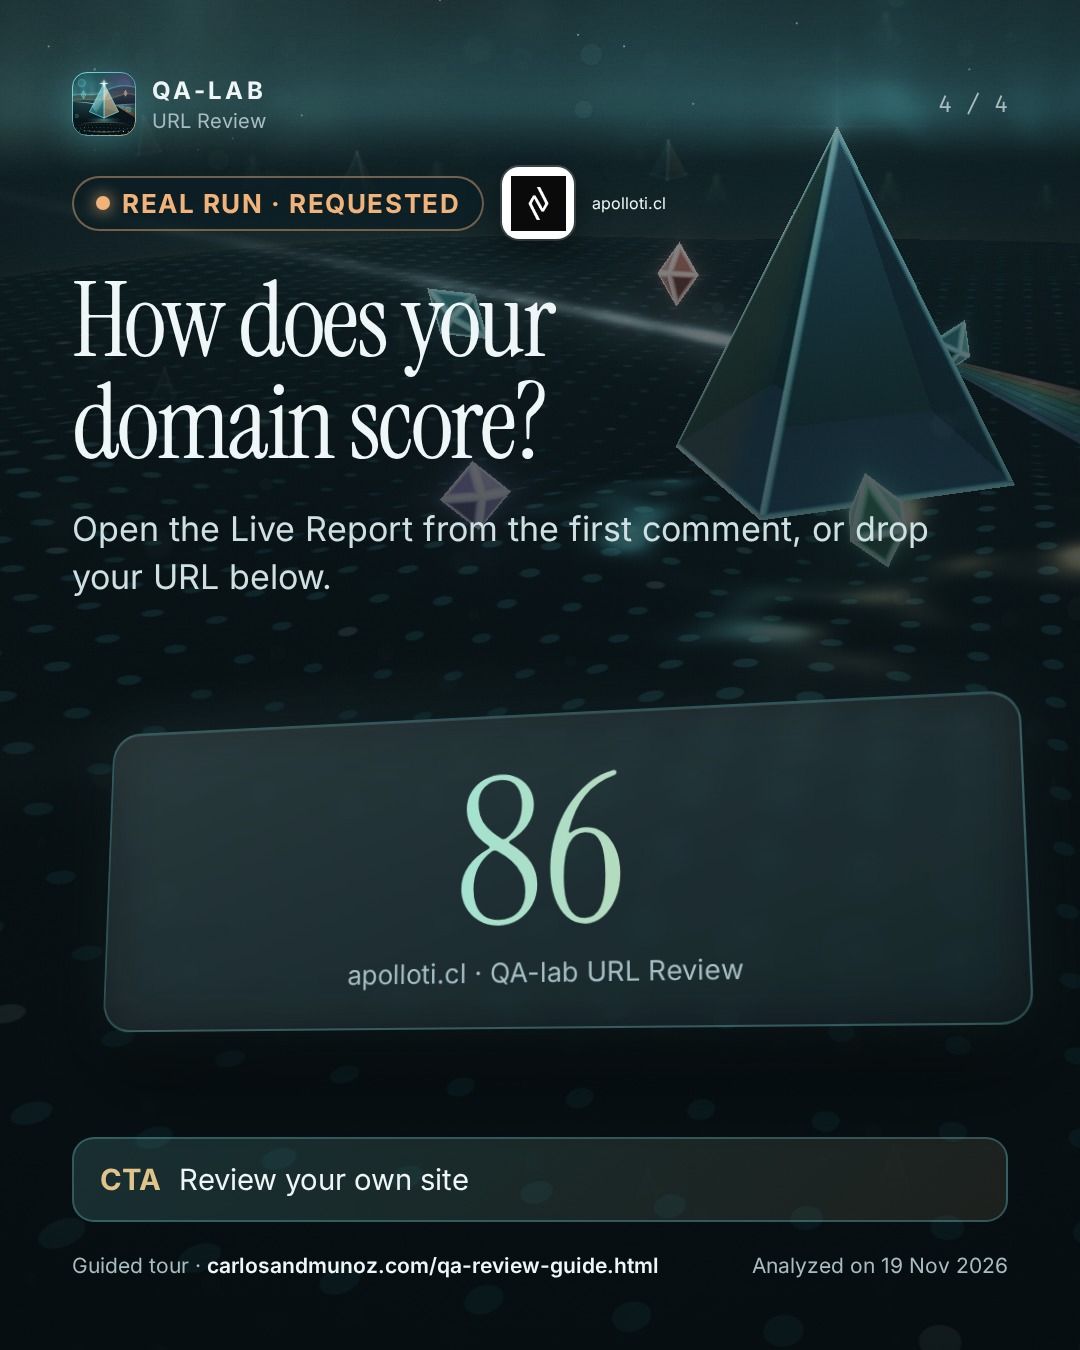 QA-LAB
URL Review
4 / 4
REAL RUN · REQUESTED
apolloti.cl
How does your
domain score?
Open the Live Report from the first comment, or drop
your URL below.
86
apolloti.cl · QA-lab URL Review
CTA Review your own site
Guided tour · carlosandmunoz.com/qa-review-guide.html
Analyzed on 19 Nov 2026